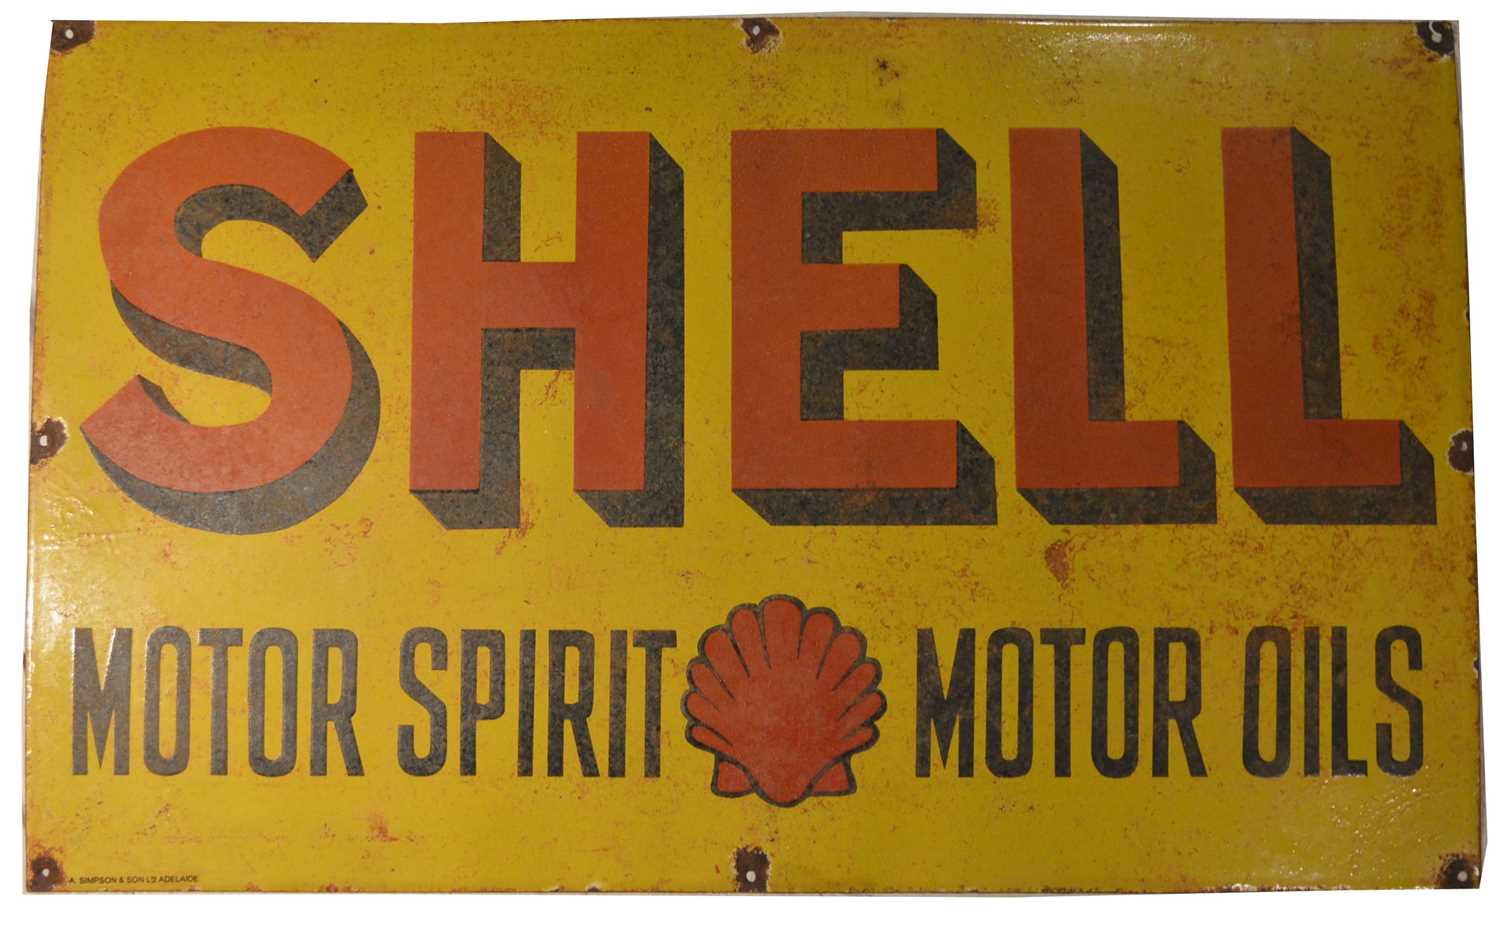 SHELL
MOTOR SPIRIT MOTOR OILS
A. SIMPSON & SON LTD ADELAIDE